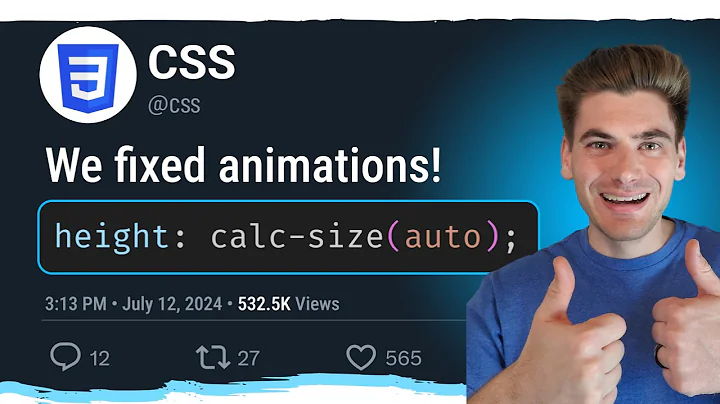 CSS
@CSS
We fixed animations!
height: calc-size(auto);
3:13 PM • July 12, 2024 • 532.5K Views
12 27 565